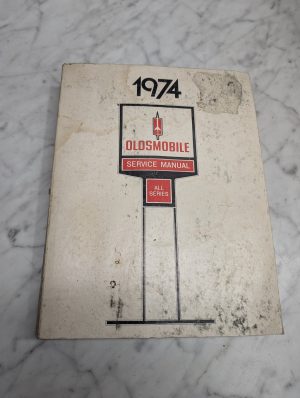 1974
OLDSMOBILE
SERVICE MANUAL
ALL
SERIES